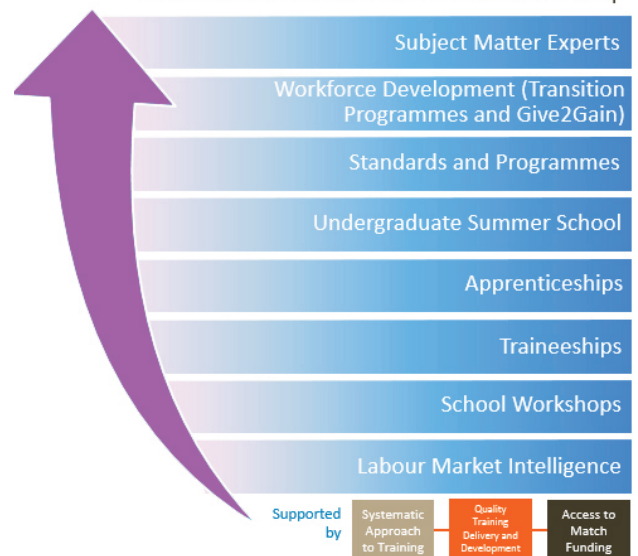 Subject Matter Experts
Workforce Development (Transition
Programmes and Give2Gain)
Standards and Programmes
Undergraduate Summer School
Apprenticeships
Traineeships
School Workshops
Labour Market Intelligence
Supported
by
Systematic
Approach
to Training
Quality
Training
Delivery and
Development
Access to
Match
Funding